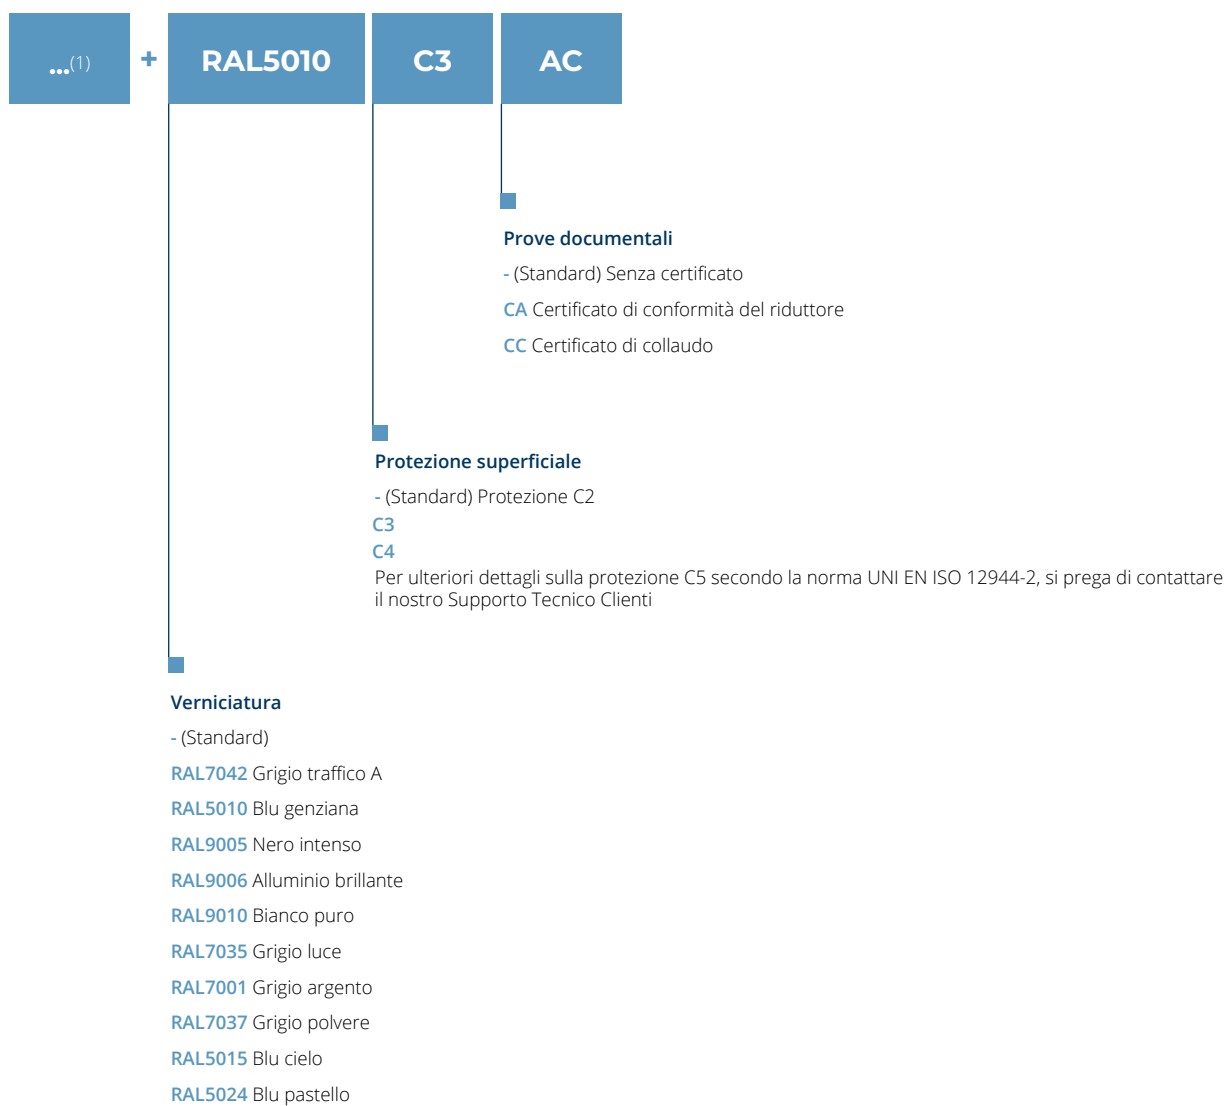 ...(1) + RAL5010 C3 AC
Prove documentali
- (Standard) Senza certificato
CA Certificato di conformità del riduttore
CC Certificato di collaudo
Protezione superficiale
- (Standard) Protezione C2
C3
C4
Per ulteriori dettagli sulla protezione C5 secondo la norma UNI EN ISO 12944-2, si prega di contattare
il nostro Supporto Tecnico Clienti
Verniciatura
- (Standard)
RAL7042 Grigio traffico A
RAL5010 Blu genziana
RAL9005 Nero intenso
RAL9006 Alluminio brillante
RAL9010 Bianco puro
RAL7035 Grigio luce
RAL7001 Grigio argento
RAL7037 Grigio polvere
RAL5015 Blu cielo
RAL5024 Blu pastello